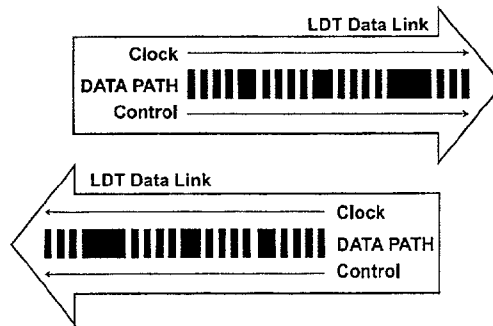 LDT Data Link
Clock
DATA PATH
Control
LDT Data Link
Clock
DATA PATH
Control